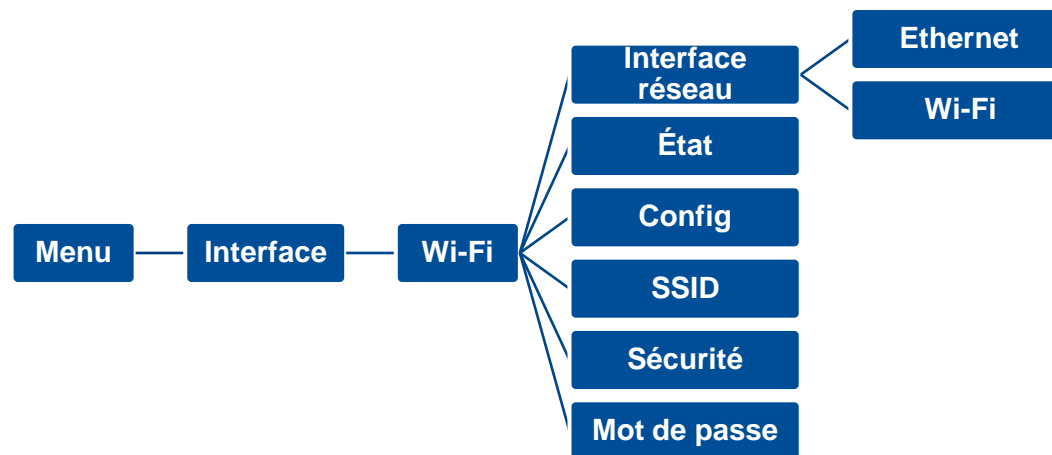 Menu
Interface
Wi-Fi
Interface
réseau
Ethernet
Wi-Fi
État
Config
SSID
Sécurité
Mot de passe